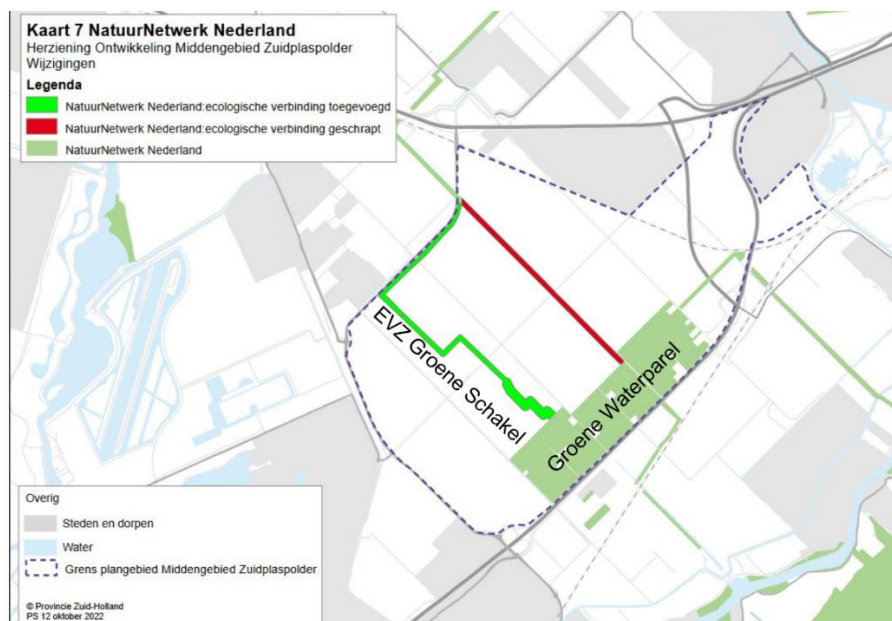 Kaart 7 NatuurNetwerk Nederland
Herziening Ontwikkeling Middengebied Zuidplaspolder
Wijzigingen
Legenda
NatuurNetwerk Nederland:ecologische verbinding toegevoegd
NatuurNetwerk Nederland:ecologische verbinding geschrapt
NatuurNetwerk Nederland
EVZ Groene Schakel
Groene Waterparel
Overig
Steden en dorpen
Water
Grens plangebied Middengebied Zuidplaspolder
© Provincie Zuid-Holland
PS 12 oktober 2022